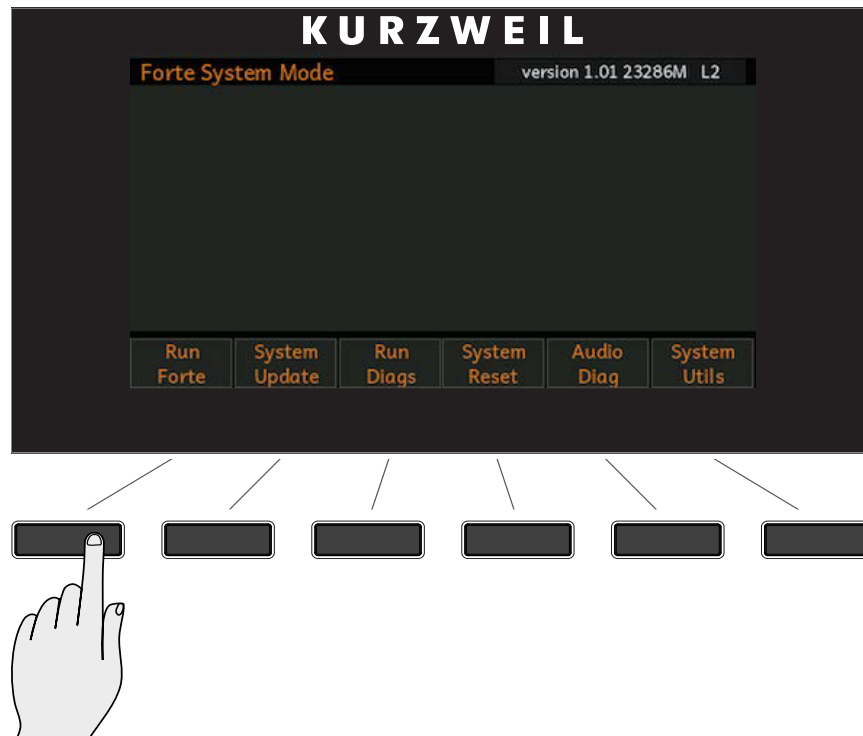 KURZWEIL
Forte System Mode version 1.01 23286M L2
Run Forte
System Update
Run Diags
System Reset
Audio Diag
System Utils